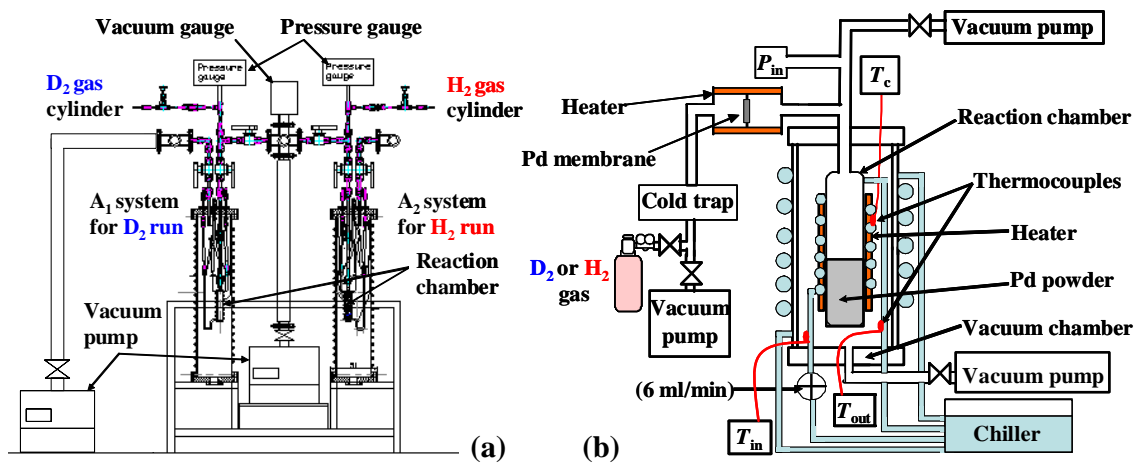 Vacuum gauge
Pressure gauge
Pressure
gauge
Pressure
gauge
D2 gas
cylinder
H2 gas
cylinder
A1 system
for D2 run
A2 system
for H2 run
Reaction
chamber
Vacuum
pump
(a)
Vacuum pump
Pin
Tc
Heater
Reaction chamber
Pd membrane
Thermocouples
Cold trap
Heater
D2 or H2
gas
Pd powder
Vacuum
pump
Vacuum chamber
(6 ml/min)
Vacuum pump
Tout
Tin
Chiller
(b)